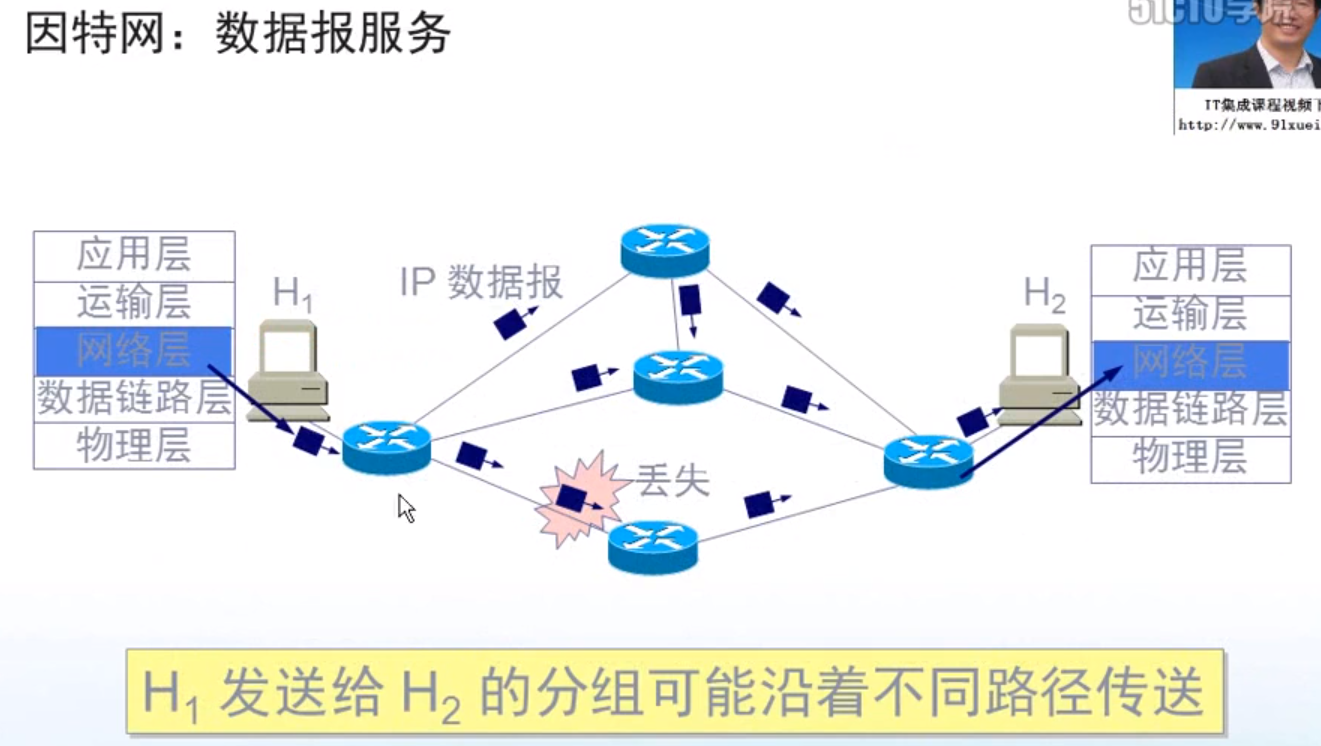 因特网：数据报服务
51CTO学院
IT集成课程视频
http://www.91xuei
应用层
运输层
网络层
数据链路层
物理层
H1
IP 数据报
丢失
H2
应用层
运输层
网络层
数据链路层
物理层
H1 发送给 H2 的分组可能沿着不同路径传送